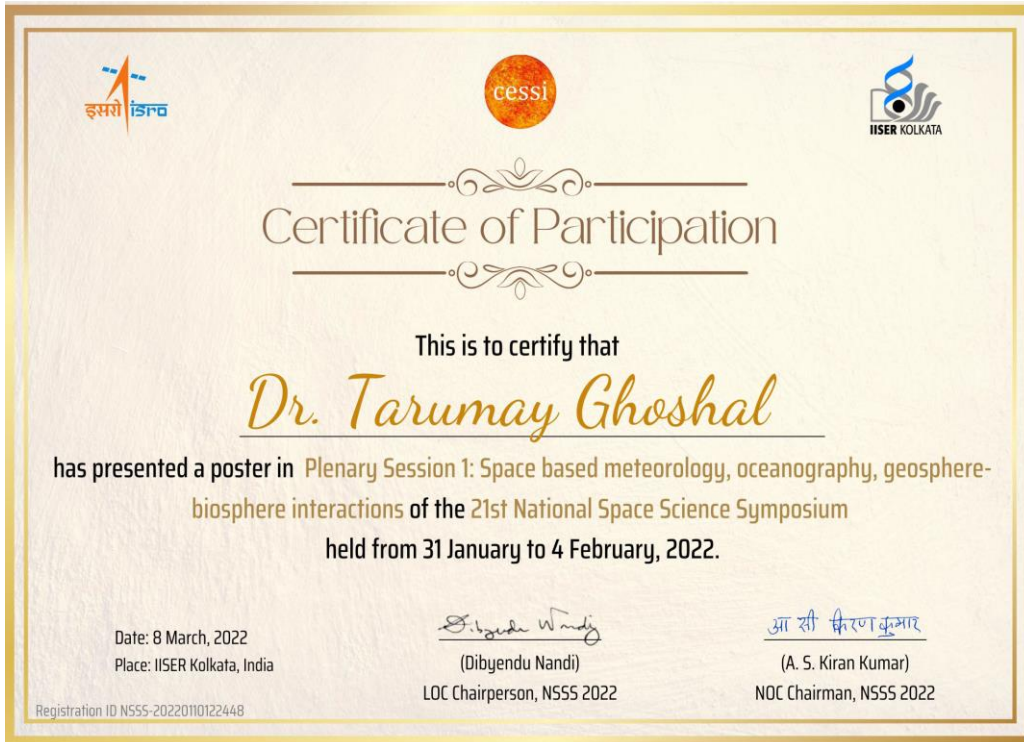 इसरो isro
cessi
IISER KOLKATA
Certificate of Participation
This is to certify that
Dr. Tarumay Ghoshal
has presented a poster in Plenary Session 1: Space based meteorology, oceanography, geosphere-
biosphere interactions of the 21st National Space Science Symposium
held from 31 January to 4 February, 2022.
Dibyendu Nandi
आ सी किरण कुमार
Date: 8 March, 2022
Place: IISER Kolkata, India
(Dibyendu Nandi)
LOC Chairperson, NSSS 2022
(A. S. Kiran Kumar)
NOC Chairman, NSSS 2022
Registration ID NSSS-20220110122448